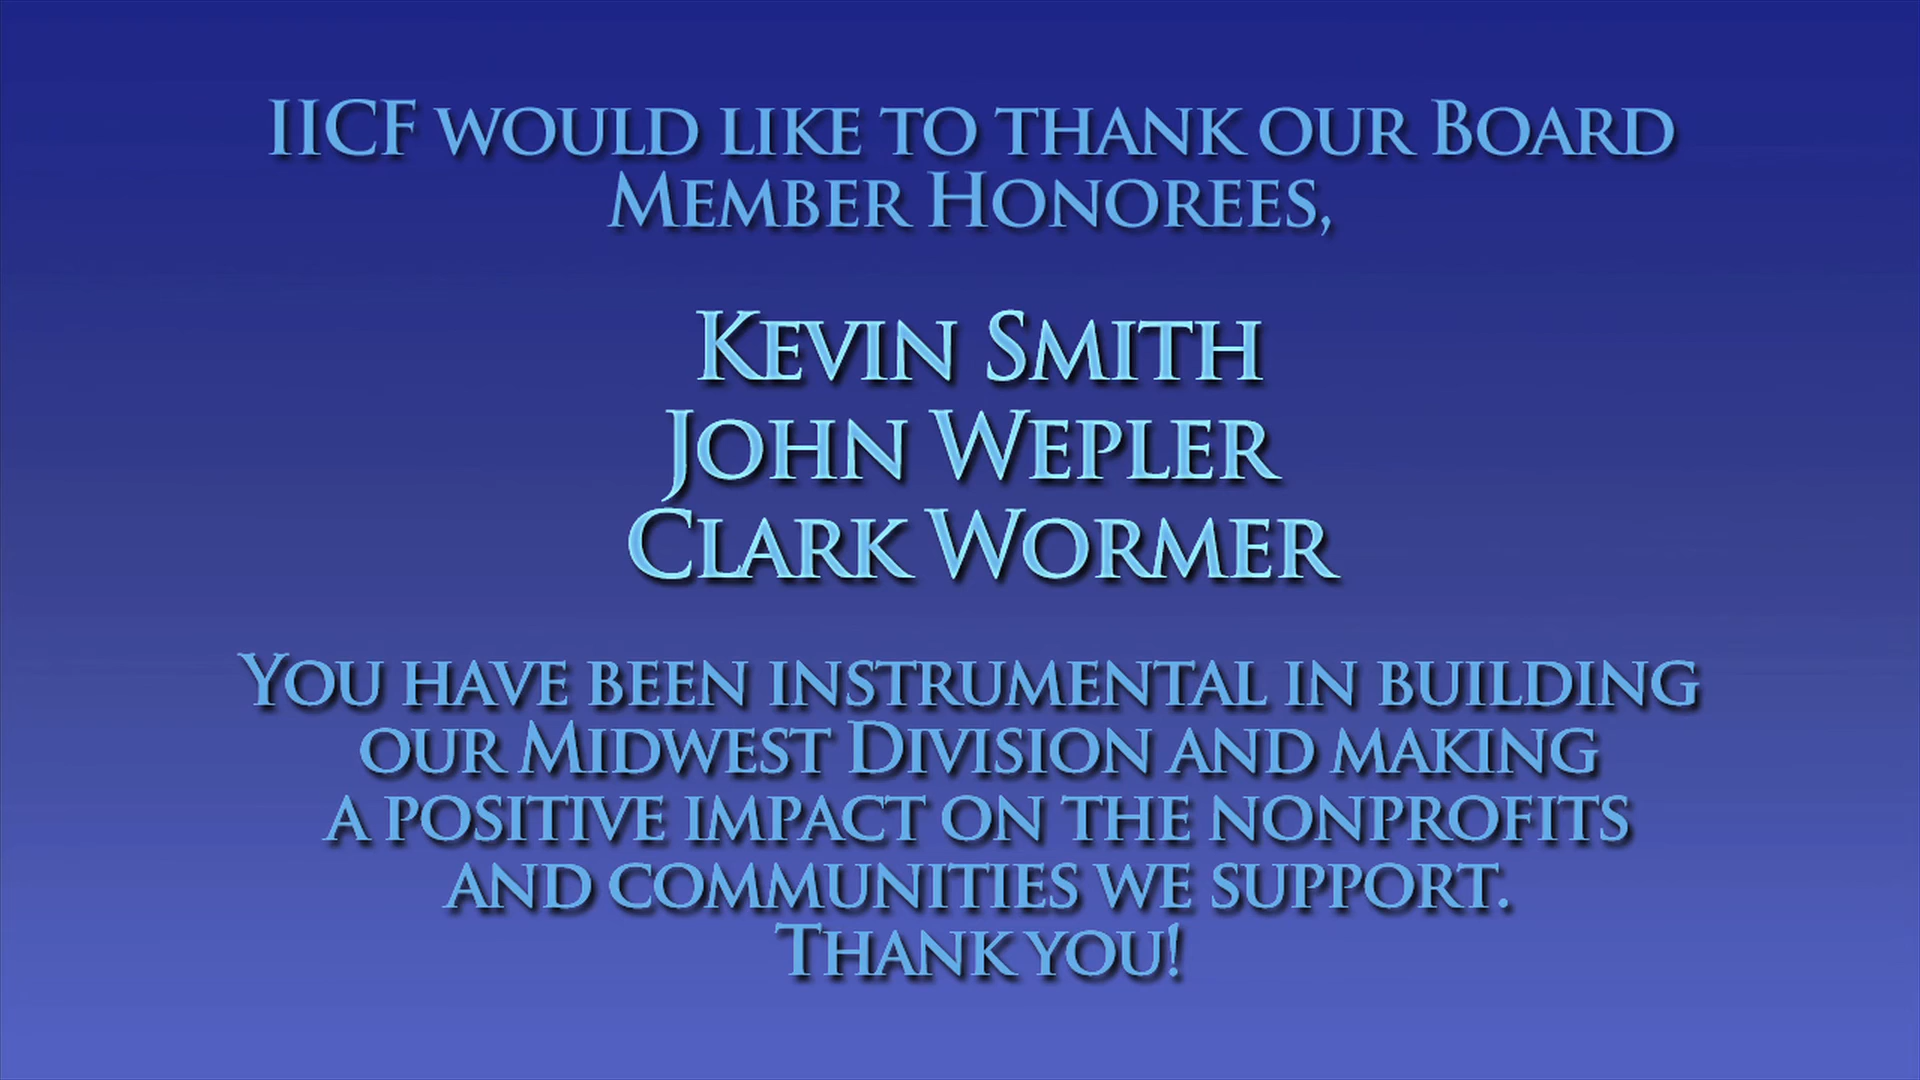 IICF would like to thank our Board
Member Honorees,
Kevin Smith
John Wepler
Clark Wormer
You have been instrumental in building
our Midwest Division and making
a positive impact on the nonprofits
and communities we support.
Thank you!